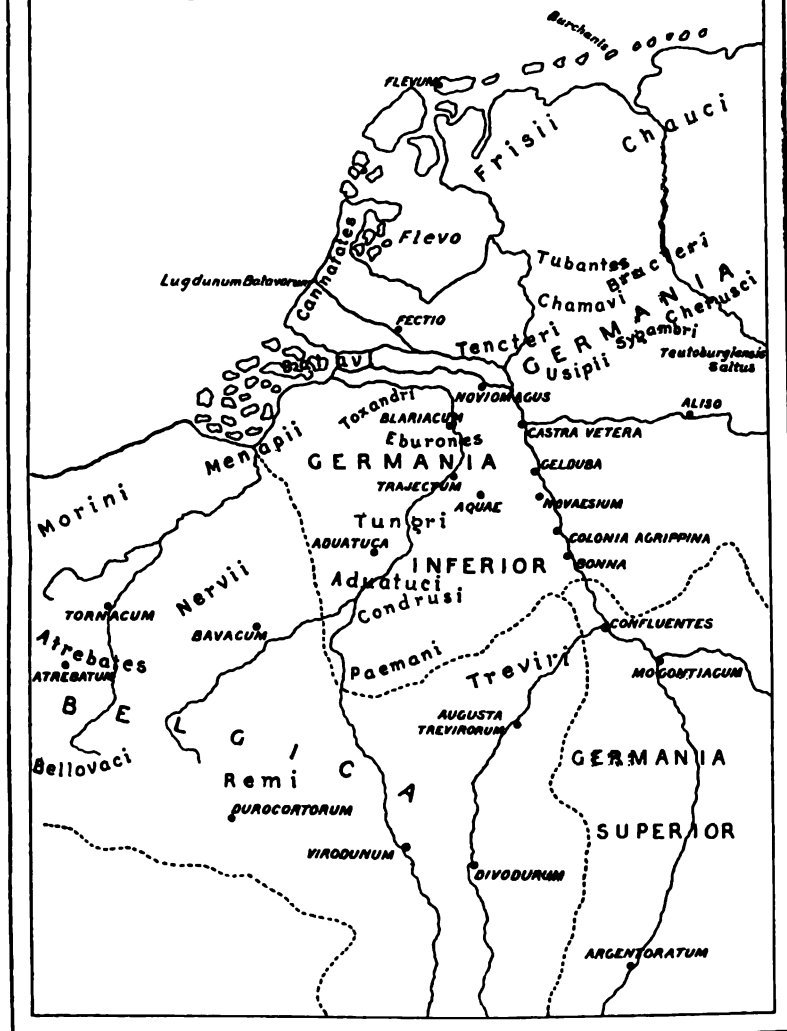 Burchanis
FLEVUM
Frisii
Chauci
Cannafates
Flevo
Tubantes
Bructeri
Lugdunum Batavorum
Chamavi
GERMANIA
Cherusci
FECTIO
Tencteri
Sygambri
Usipii
Teutoburgiensis
Saltus
Batavi
NOVIOMAGUS
Toxandri
ALISO
BLARIACUM
CASTRA VETERA
Menapii
Eburones
GERMANIA
GELDUBA
TRAJECTUM
Morini
AQUAE
NOVAESIUM
Tungri
ADUATUCA
COLONIA AGRIPPINA
INFERIOR
BONNA
Nervii
Aduatuci
Condrusi
TORNACUM
CONFLUENTES
BAVACUM
Atrebates
Paemani
Treviri
ATREBATUM
MOGONTIACUM
BELGICA
AUGUSTA
TREVIRORUM
Bellovaci
GERMANIA
Remi
DUROCORTORUM
SUPERIOR
VIRODUNUM
DIVODURUM
ARGENTORATUM